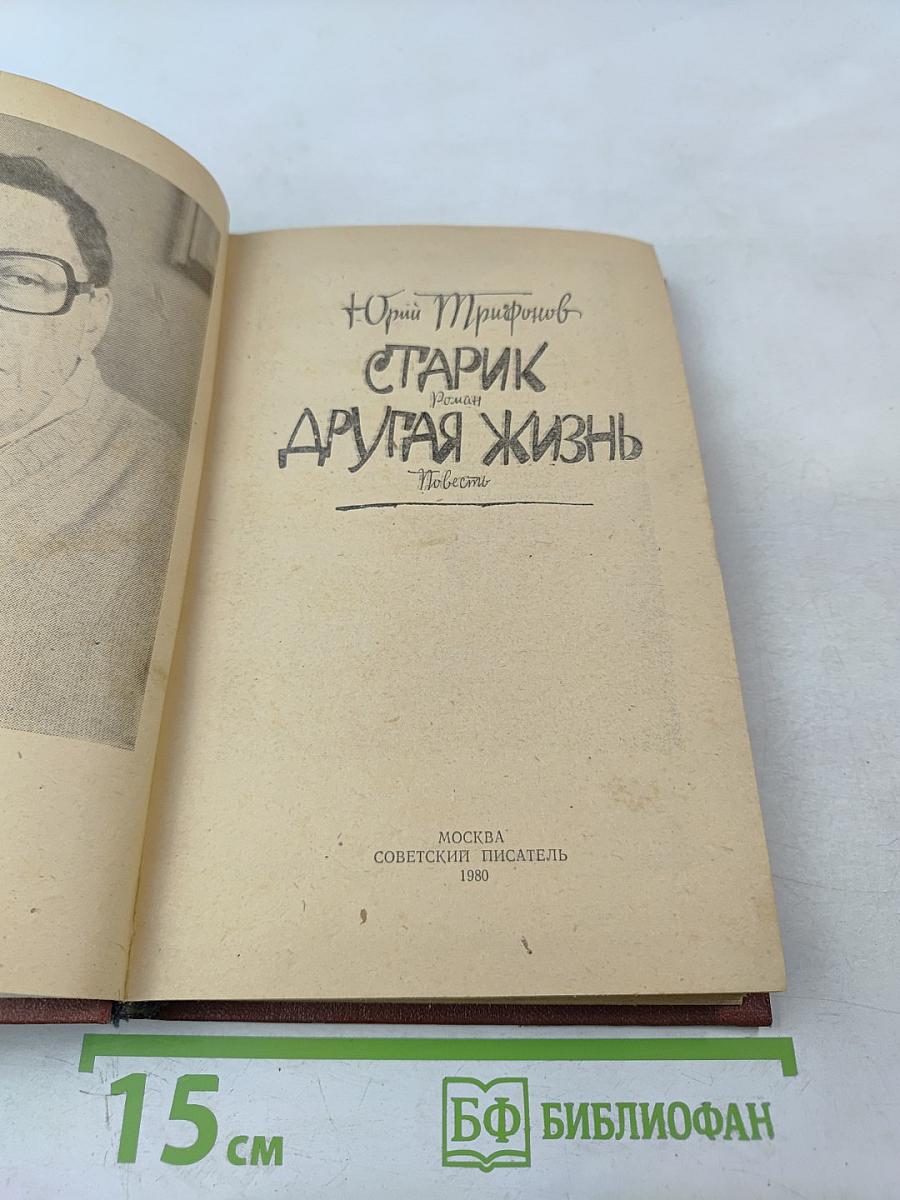 Юрий Трифонов
СТАРИК
Роман
ДРУГАЯ ЖИЗНЬ
Повесть
МОСКВА
СОВЕТСКИЙ ПИСАТЕЛЬ
1980
15 см
БФ БИБЛИОФАН